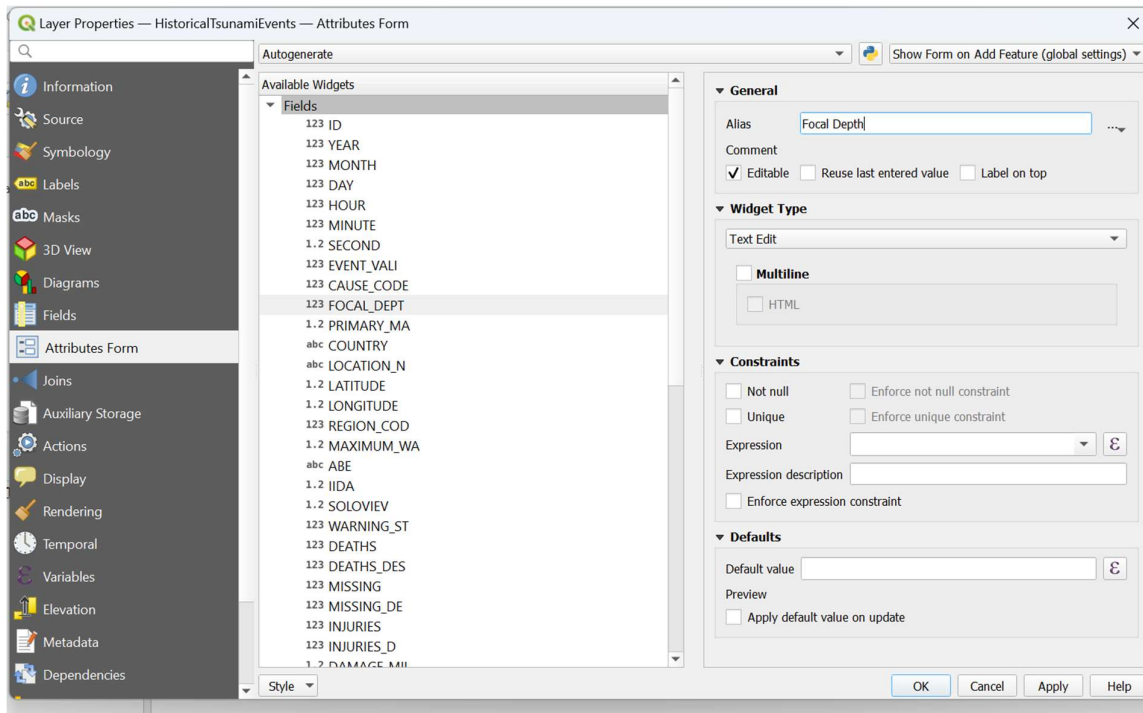 Layer Properties — HistoricalTsunamiEvents — Attributes Form
Autogenerate
Show Form on Add Feature (global settings)
Information
Source
Symbology
abc Labels
abc Masks
3D View
Diagrams
Fields
Attributes Form
Joins
Auxiliary Storage
Actions
Display
Rendering
Temporal
Variables
Elevation
Metadata
Dependencies
Available Widgets
Fields
123 ID
123 YEAR
123 MONTH
123 DAY
123 HOUR
123 MINUTE
1.2 SECOND
123 EVENT_VALI
123 CAUSE_CODE
123 FOCAL_DEPT
1.2 PRIMARY_MA
abc COUNTRY
abc LOCATION_N
1.2 LATITUDE
1.2 LONGITUDE
123 REGION_COD
1.2 MAXIMUM_WA
abc ABE
1.2 IIDA
1.2 SOLOVIEV
123 WARNING_ST
123 DEATHS
123 DEATHS_DES
123 MISSING
123 MISSING_DE
123 INJURIES
123 INJURIES_D
1.2 DAMAGE_MIL
General
Alias Focal Depth ...
Comment
Editable Reuse last entered value Label on top
Widget Type
Text Edit
Multiline
HTML
Constraints
Not null Enforce not null constraint
Unique Enforce unique constraint
Expression ε
Expression description
Enforce expression constraint
Defaults
Default value ε
Preview
Apply default value on update
Style OK Cancel Apply Help